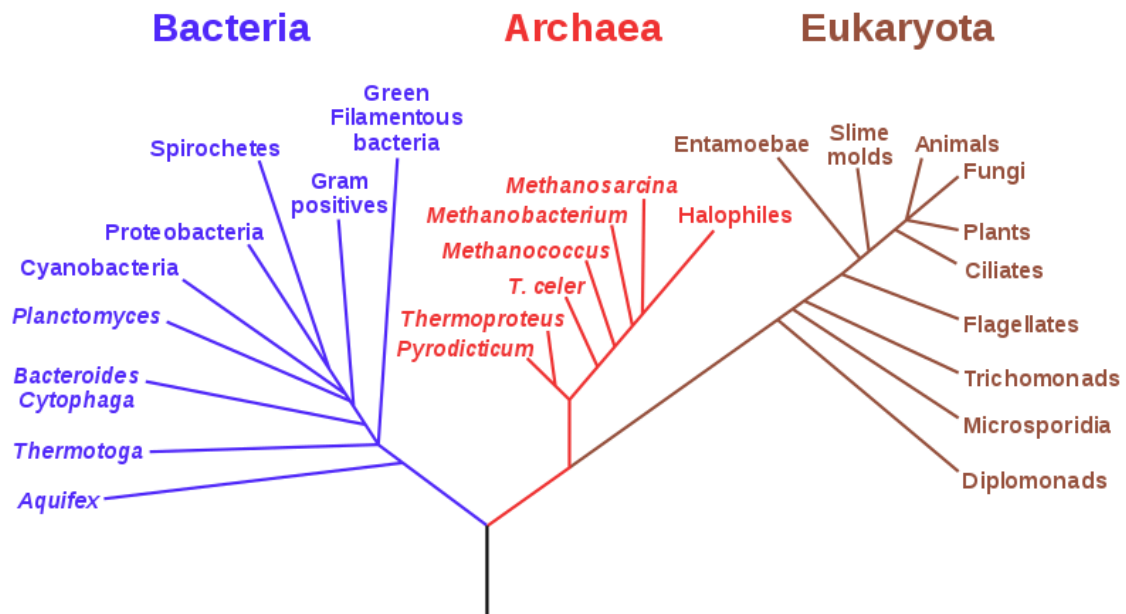 Bacteria
Archaea
Eukaryota
Green
Filamentous
bacteria
Spirochetes
Gram
positives
Proteobacteria
Cyanobacteria
Planctomyces
Bacteroides
Cytophaga
Thermotoga
Aquifex
Methanosarcina
Methanobacterium
Halophiles
Methanococcus
T. celer
Thermoproteus
Pyrodicticum
Entamoebae
Slime
molds
Animals
Fungi
Plants
Ciliates
Flagellates
Trichomonads
Microsporidia
Diplomonads